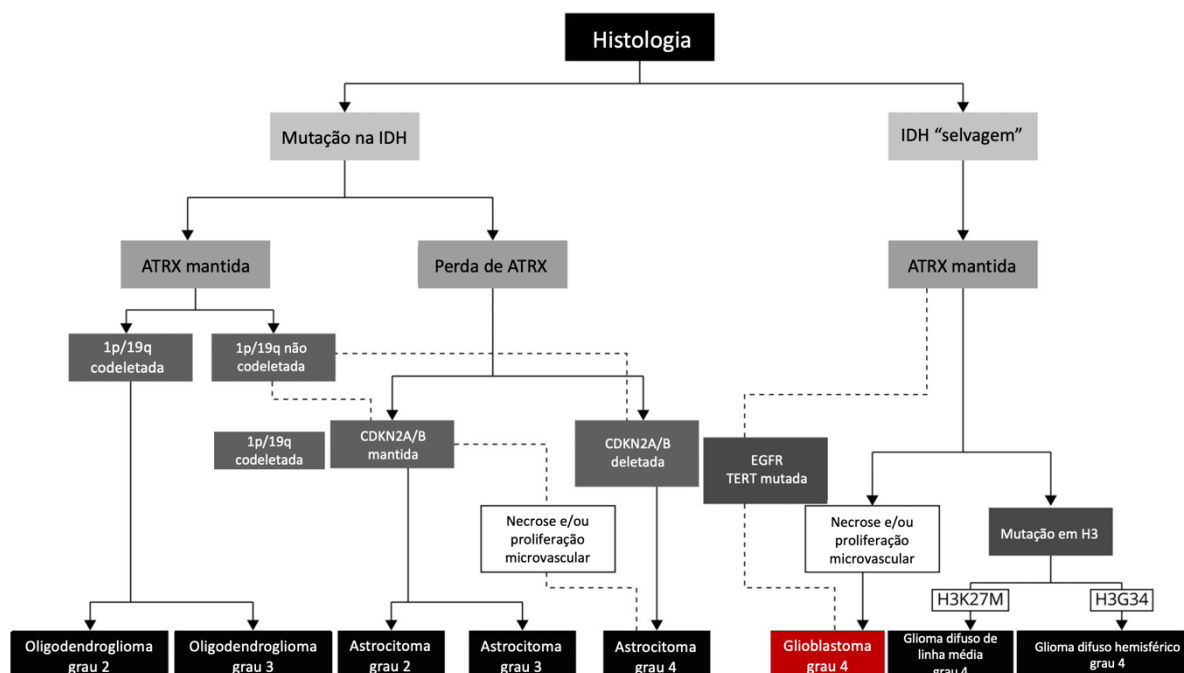 Histologia
Mutação na IDH
IDH “selvagem”
ATRX mantida
Perda de ATRX
ATRX mantida
1p/19q
codeletada
1p/19q não
codeletada
1p/19q
codeletada
CDKN2A/B
mantida
CDKN2A/B
deletada
EGFR
TERT mutada
Necrose e/ou
proliferação
microvascular
Necrose e/ou
proliferação
microvascular
Mutação em H3
H3K27M
H3G34
Oligodendroglioma
grau 2
Oligodendroglioma
grau 3
Astrocitoma
grau 2
Astrocitoma
grau 3
Astrocitoma
grau 4
Glioblastoma
grau 4
Glioma difuso de
linha média
grau 4
Glioma difuso hemisférico
grau 4